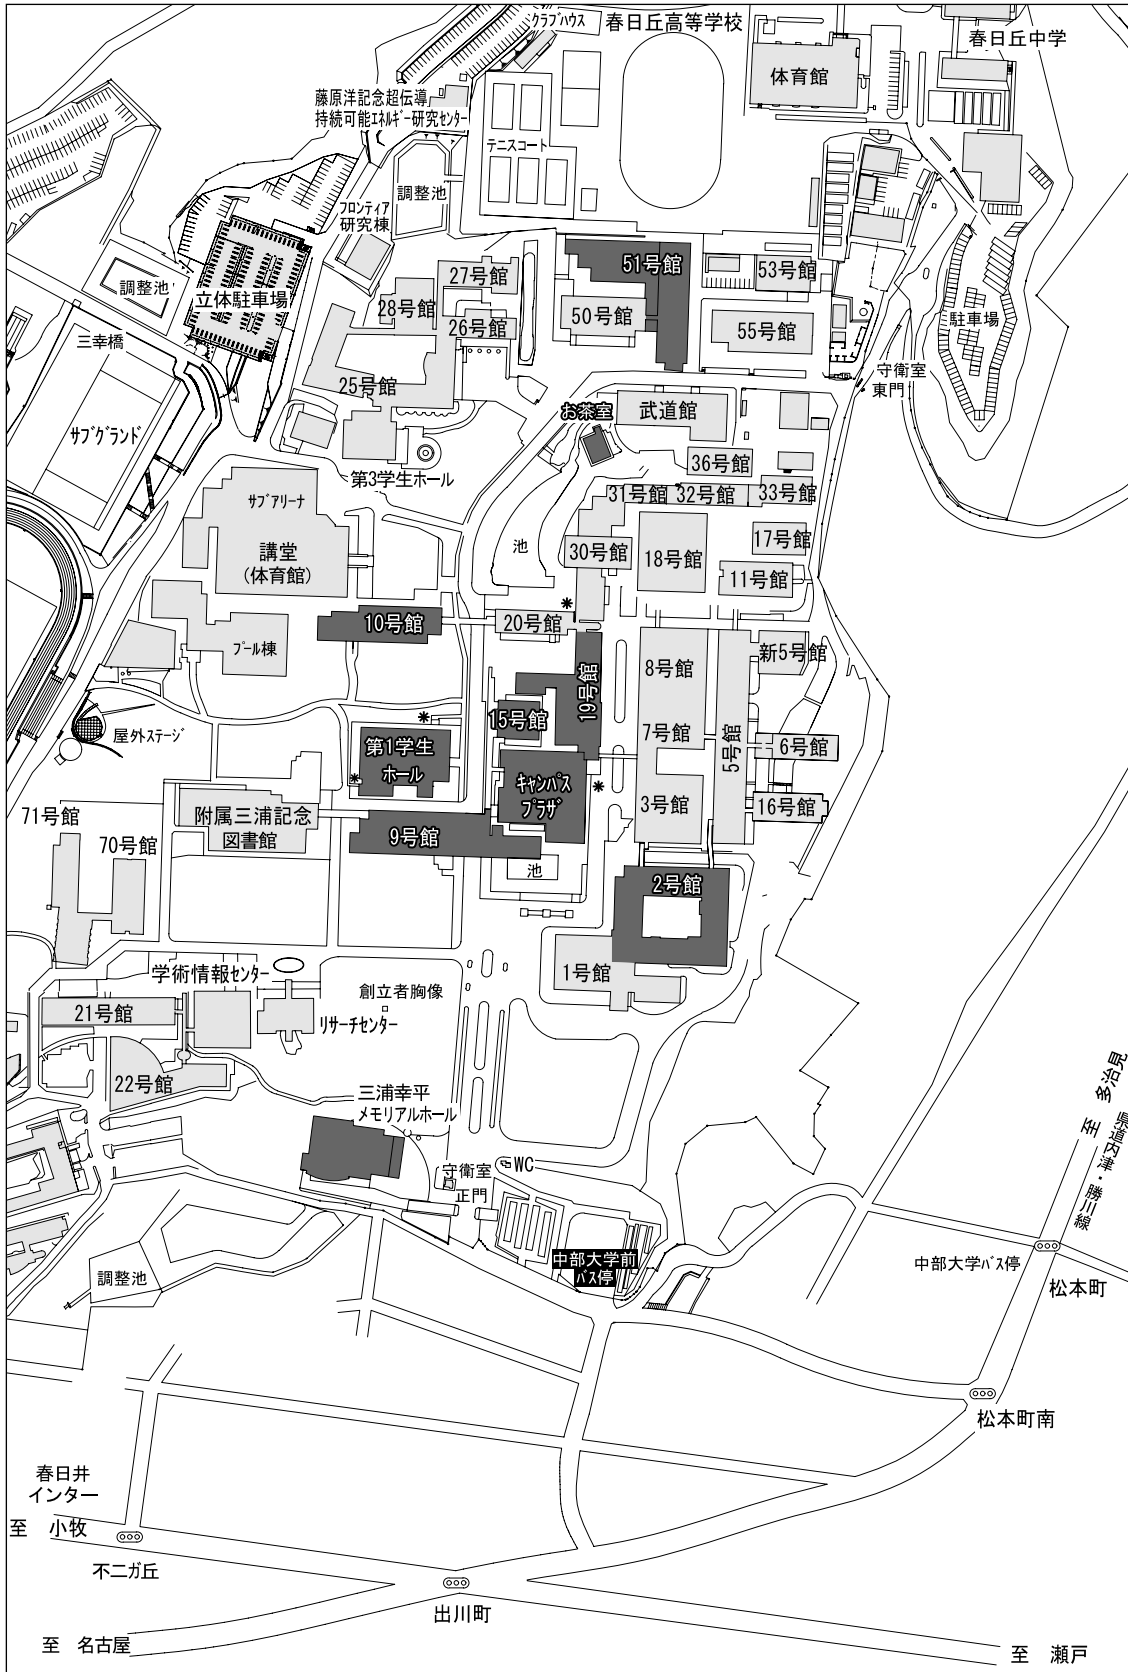 クラブハウス
春日丘高等学校
春日丘中学
体育館
藤原洋記念超伝導
持続可能エネルギー研究センター
テニスコート
調整池
フロンティア
研究棟
27号館
51号館
53号館
調整池
立体駐車場
28号館
26号館
50号館
55号館
駐車場
三幸橋
25号館
守衛室
東門
サブグランド
お茶室
武道館
第3学生ホール
36号館
サブアリーナ
31号館
32号館
33号館
講堂
(体育館)
池
30号館
18号館
17号館
11号館
10号館
20号館
*
プール棟
8号館
新5号館
19号館
15号館
*
屋外ステージ
第1学生
ホール
*
7号館
5号館
6号館
キャンパス
プラザ
*
3号館
16号館
71号館
附属三浦記念
図書館
9号館
70号館
池
2号館
学術情報センター
1号館
創立者胸像
21号館
リサーチセンター
22号館
三浦幸平
メモリアルホール
至 多治見
県道内津・勝川線
守衛室
正門
WC
中部大学前
バス停
調整池
中部大学バス停
松本町
松本町南
春日井
インター
至 小牧
不二ガ丘
出川町
至 名古屋
至 瀬戸